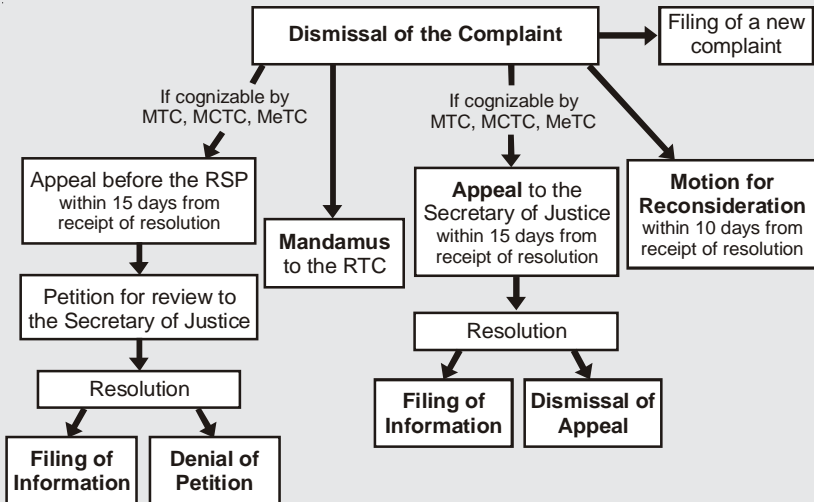 Dismissal of the Complaint
Filing of a new
complaint
If cognizable by
MTC, MCTC, MeTC
If cognizable by
MTC, MCTC, MeTC
Appeal before the RSP
within 15 days from
receipt of resolution
Mandamus
to the RTC
Appeal to the
Secretary of Justice
within 15 days from
receipt of resolution
Motion for
Reconsideration
within 10 days from
receipt of resolution
Petition for review to
the Secretary of Justice
Resolution
Resolution
Filing of
Information
Denial of
Petition
Filing of
Information
Dismissal of
Appeal